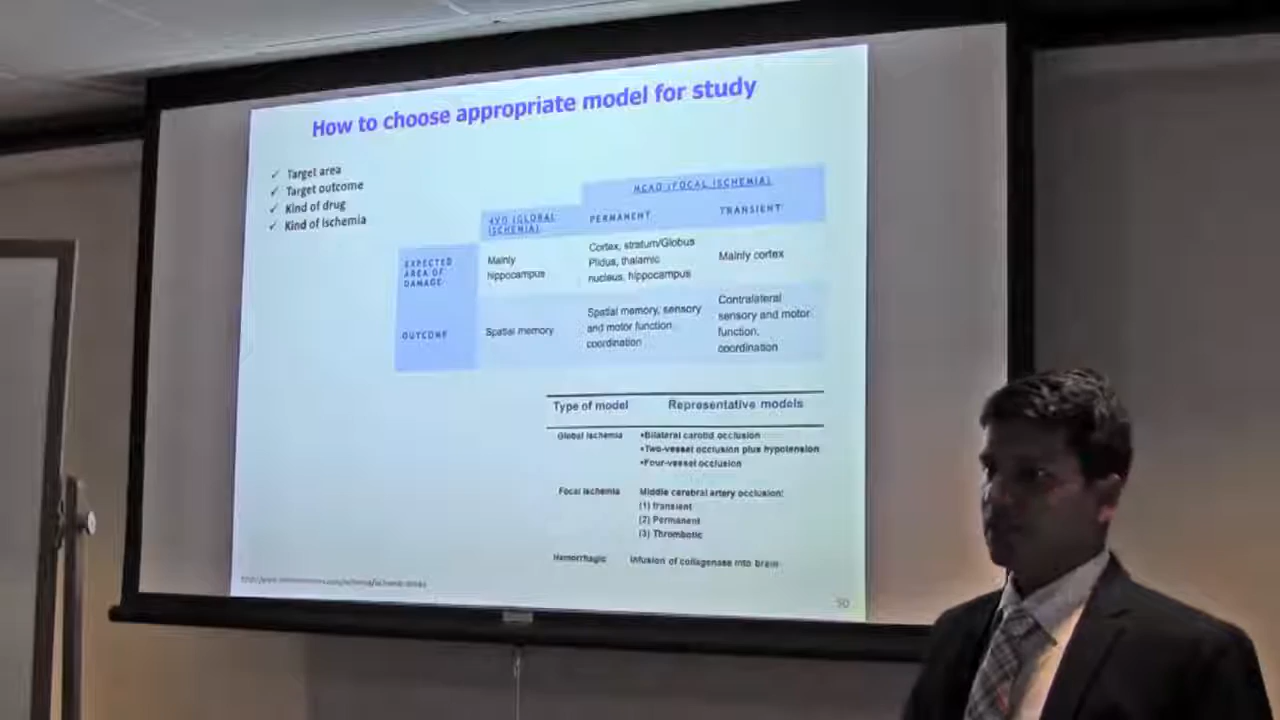 How to choose appropriate model for study
✓ Target area
✓ Target outcome
✓ Kind of drug
✓ Kind of Ischemia
MCAO (FOCAL ISCHEMIA)
4VO (GLOBAL
ISCHEMIA)
PERMANENT
TRANSIENT
EXPECTED
AREA OF
DAMAGE
Mainly
hippocampus
Cortex, stratum/Globus
Plidus, thalamic
nucleus, hippocampus
Mainly cortex
OUTCOME
Spatial memory
Spatial memory, sensory
and motor function
coordination
Contralateral
sensory and motor
function,
coordination
Type of model
Representative models
Global Ischemia
•Bilateral carotid occlusion
•Two-vessel occlusion plus hypotension
•Four-vessel occlusion
Focal ischemia
Middle cerebral artery occlusion:
(1) transient
(2) Permanent
(3) Thrombotic
Hemorrhagic
Infusion of collagenase into brain
50